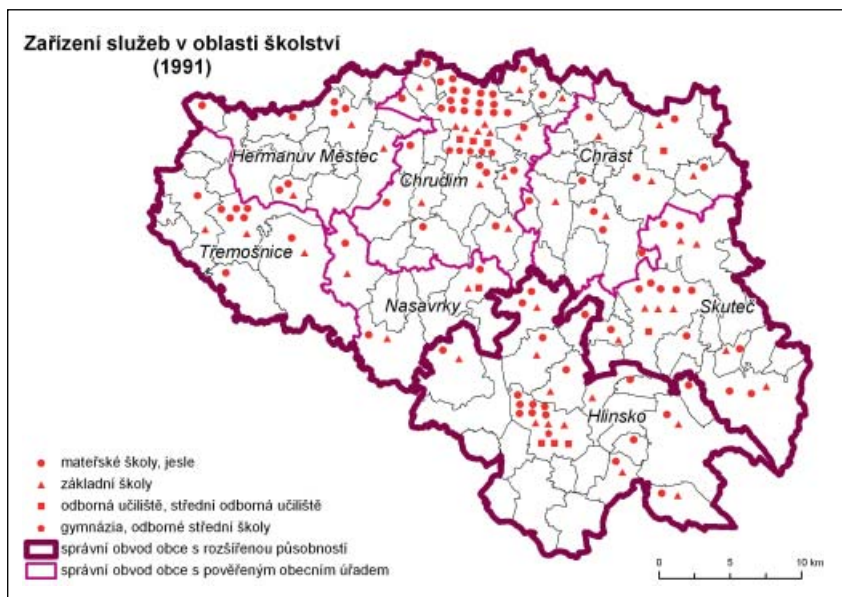 Zařízení služeb v oblasti školství
(1991)
Heřmanuv Městec
Chrudim
Chrast
Třemošnice
Nasavrky
Skuteč
Hlinsko
mateřské školy, jesle
základní školy
odborná učiliště, střední odborná učiliště
gymnázia, odborné střední školy
správní obvod obce s rozšířenou působností
správní obvod obce s pověřeným obecním úřadem
0 5 10 km